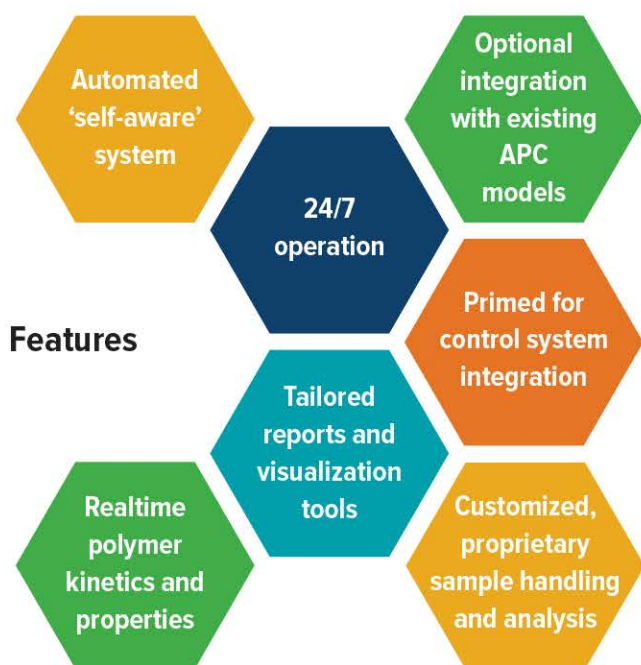 Automated
‘self-aware’
system
Optional
integration
with existing
APC
models
24/7
operation
Features
Primed for
control system
integration
Tailored
reports and
visualization
tools
Realtime
polymer
kinetics and
properties
Customized,
proprietary
sample handling
and analysis